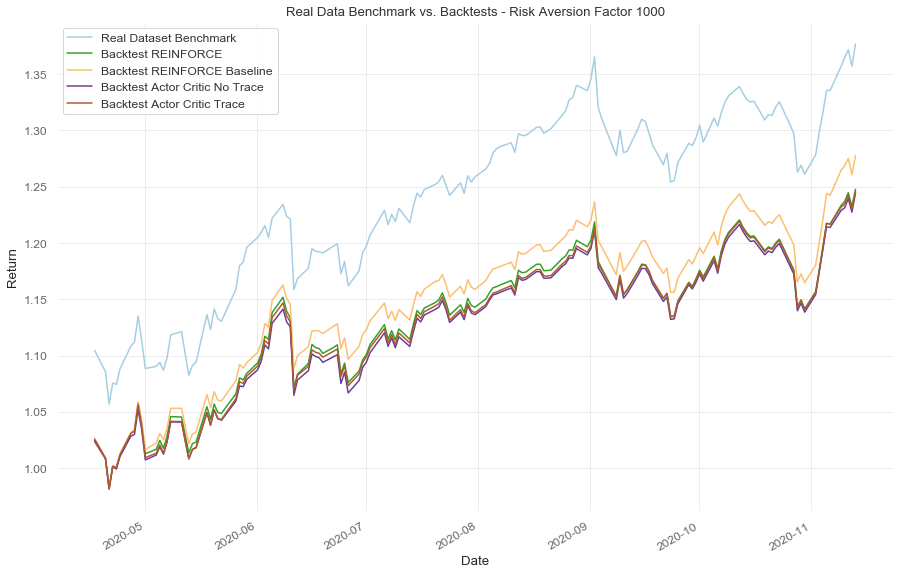 Real Data Benchmark vs. Backtests - Risk Aversion Factor 1000
Real Dataset Benchmark
Backtest REINFORCE
Backtest REINFORCE Baseline
Backtest Actor Critic No Trace
Backtest Actor Critic Trace
1.35
1.30
1.25
1.20
1.15
1.10
1.05
1.00
Return
2020-05
2020-06
2020-07
2020-08
2020-09
2020-10
2020-11
Date